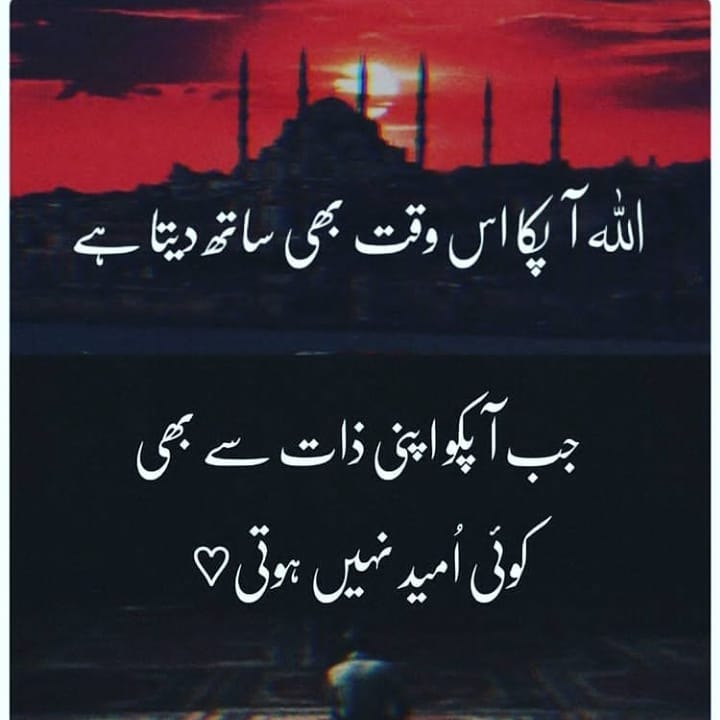 اللہ آپکا اس وقت بھی ساتھ دیتا ہے
جب آپکو اپنی ذات سے بھی
کوئی اُمید نہیں ہوتی♡